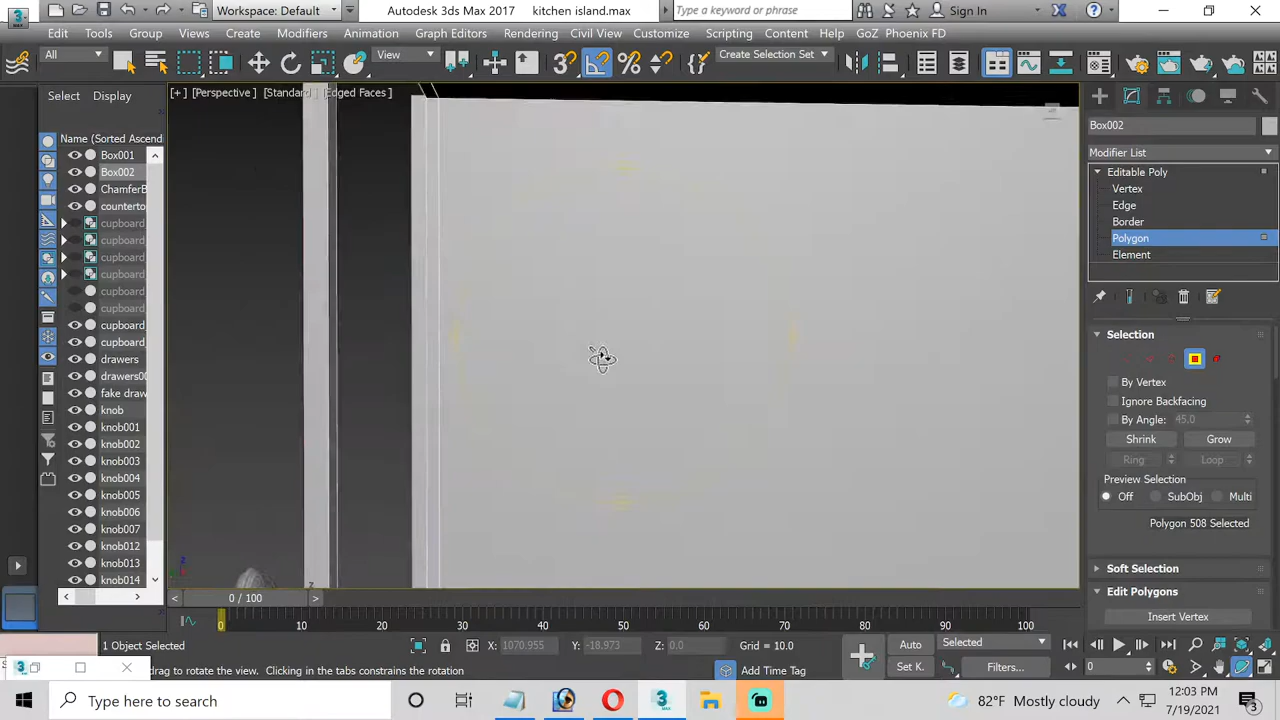 Autodesk 3ds Max 2017 kitchen island.max
Workspace: Default
Type a keyword or phrase
Sign In
Edit Tools Group Views Create Modifiers Animation Graph Editors Rendering Civil View Customize Scripting Content Help GoZ Phoenix FD
All
View
Create Selection Set
Select Display
[+] [Perspective] [Standard] [Edged Faces]
Name (Sorted Ascen
Box001
Box002
ChamferB
counterto
cupboard
cupboard
cupboard
cupboard
cupboard
cupboard
drawers
drawers00
fake draw
knob
knob001
knob002
knob003
knob004
knob005
knob006
knob007
knob012
knob013
knob014
Box002
Modifier List
Editable Poly
Vertex
Edge
Border
Polygon
Element
Selection
By Vertex
Ignore Backfacing
By Angle: 45.0
Shrink Grow
Ring Loop
Preview Selection
Off SubObj Multi
Polygon 508 Selected
Soft Selection
Edit Polygons
Insert Vertex
z
z
< 0 / 100 >
0 10 20 30 40 50 60 70 80 90 100
1 Object Selected
X: 1070.955 Y: -18.973 Z: 0.0 Grid = 10.0
Auto Selected
drag to rotate the view. Clicking in the tabs constrains the rotation
Add Time Tag
Set K. Filters...
0
Type here to search
82°F Mostly cloudy
12:03 PM
7/19/2021
3